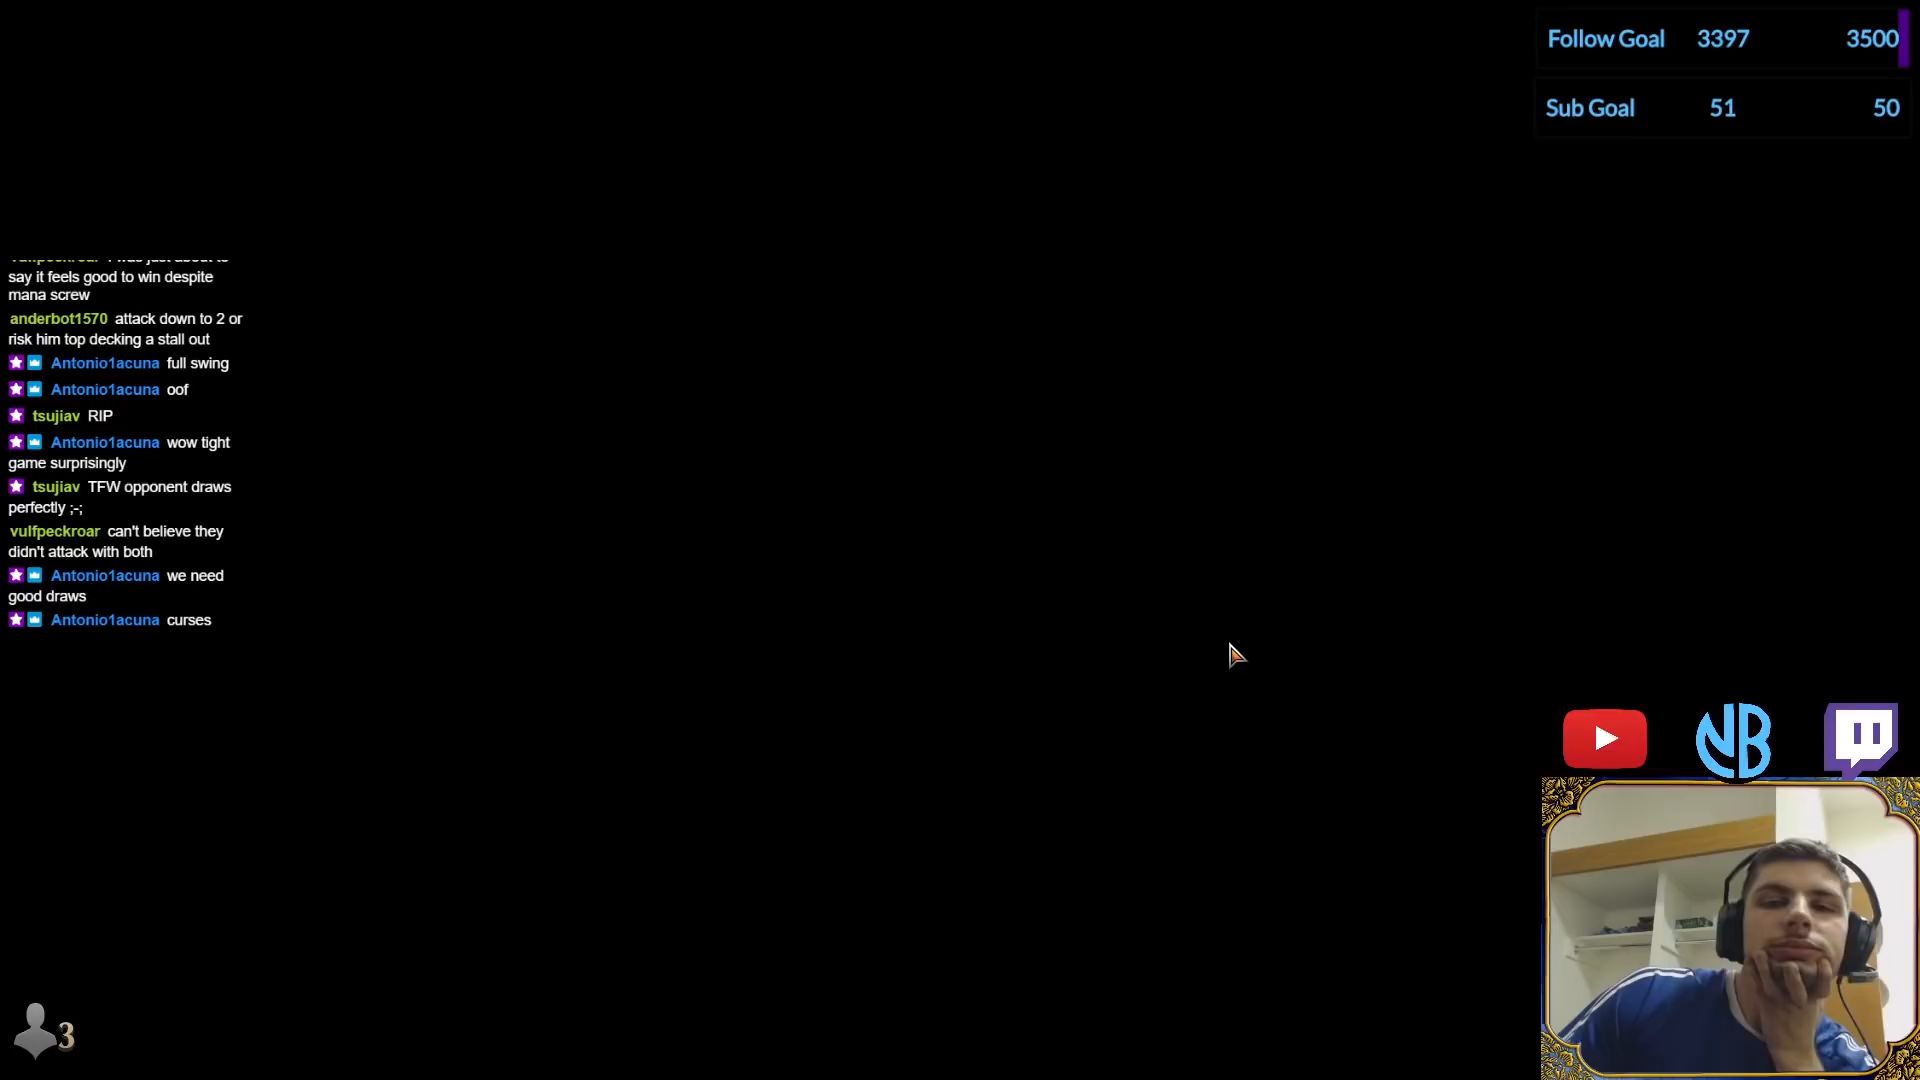 Follow Goal 3397 3500
Sub Goal 51 50
say it feels good to win despite
mana screw
anderbot1570 attack down to 2 or
risk him top decking a stall out
Antonio1acuna full swing
Antonio1acuna oof
tsujiav RIP
Antonio1acuna wow tight
game surprisingly
tsujiav TFW opponent draws
perfectly ;-;
vulfpeckroar can't believe they
didn't attack with both
Antonio1acuna we need
good draws
Antonio1acuna curses
NB
3